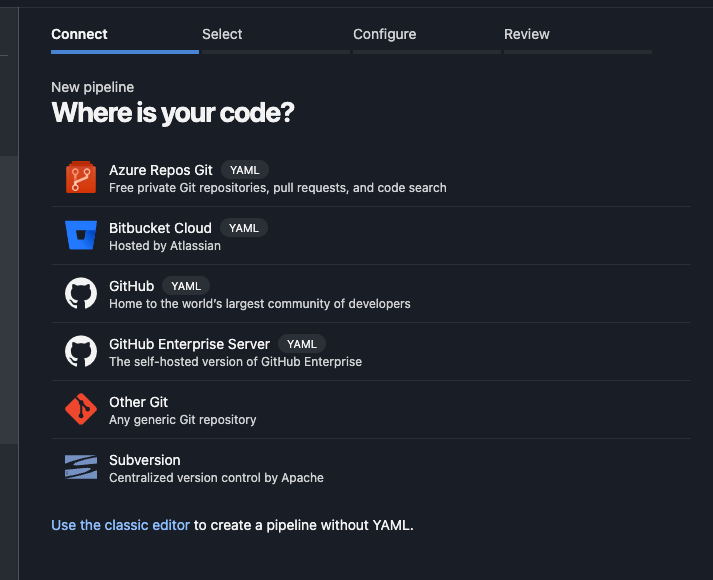 Connect Select Configure Review
New pipeline
Where is your code?
Azure Repos Git YAML
Free private Git repositories, pull requests, and code search
Bitbucket Cloud YAML
Hosted by Atlassian
GitHub YAML
Home to the world’s largest community of developers
GitHub Enterprise Server YAML
The self-hosted version of GitHub Enterprise
Other Git
Any generic Git repository
Subversion
Centralized version control by Apache
Use the classic editor to create a pipeline without YAML.